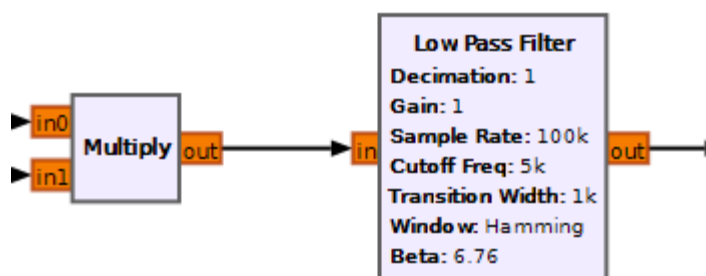 Low Pass Filter
Decimation: 1
Gain: 1
Sample Rate: 100k
Cutoff Freq: 5k
Transition Width: 1k
Window: Hamming
Beta: 6.76
in0
in1
Multiply
out
in
out